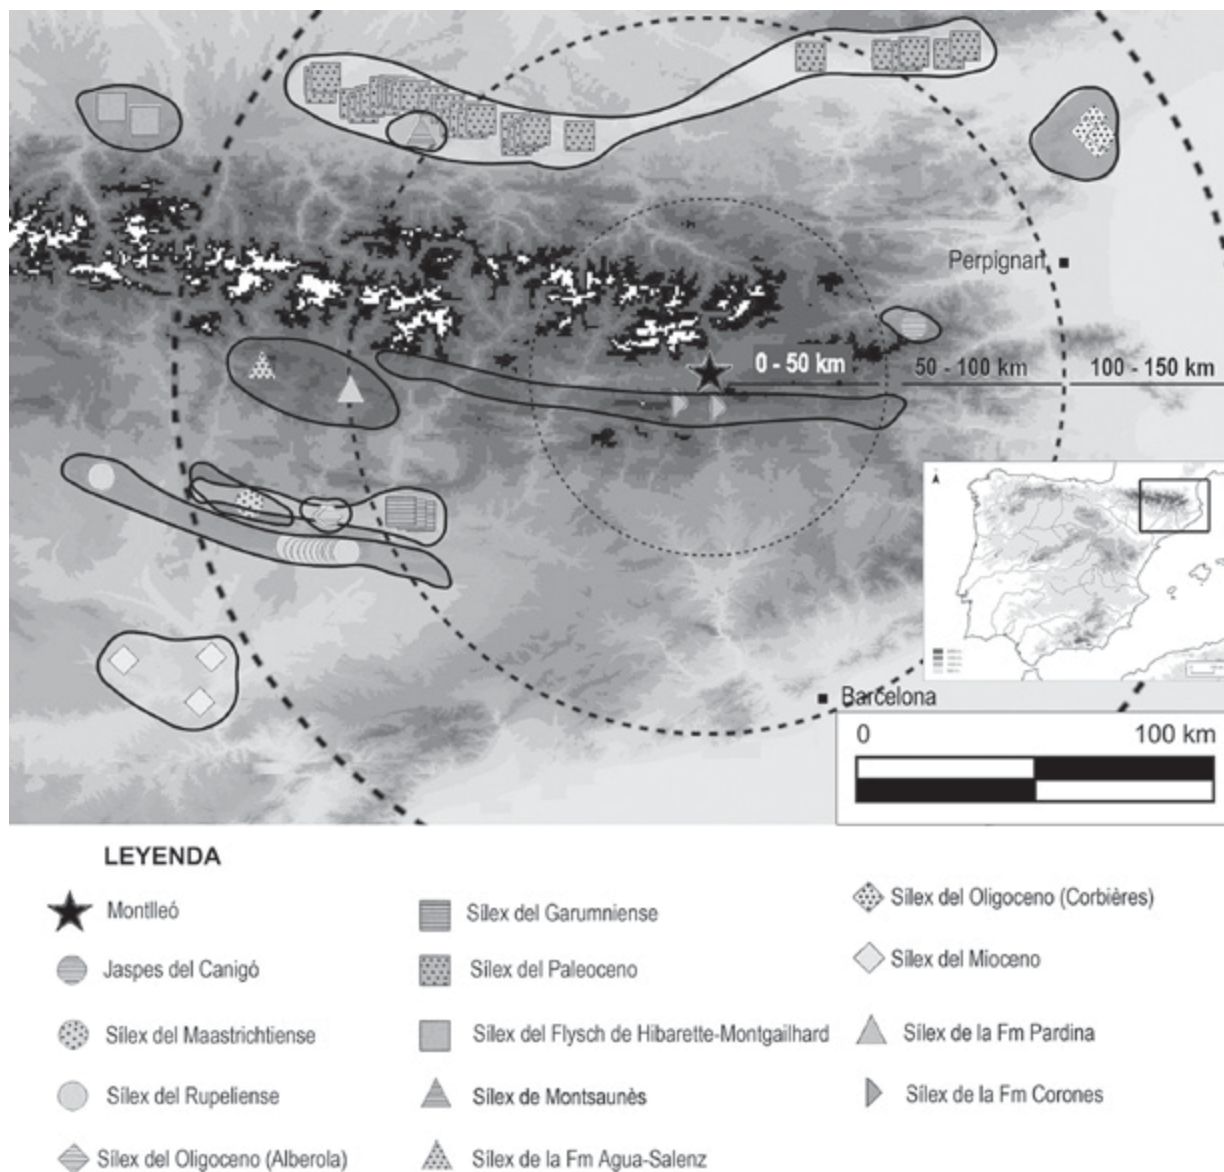 Perpignan
0 - 50 km
50 - 100 km
100 - 150 km
Barcelona
0
100 km
LEYENDA
Montlleó
Jaspes del Canigó
Sílex del Maastrichtiense
Sílex del Rupeliense
Sílex del Oligoceno (Alberola)
Sílex del Garumniense
Sílex del Paleoceno
Sílex del Flysch de Hibarette-Montgailhard
Sílex de Montsaunès
Sílex de la Fm Agua-Salenz
Sílex del Oligoceno (Corbières)
Sílex del Mioceno
Sílex de la Fm Pardina
Sílex de la Fm Corones